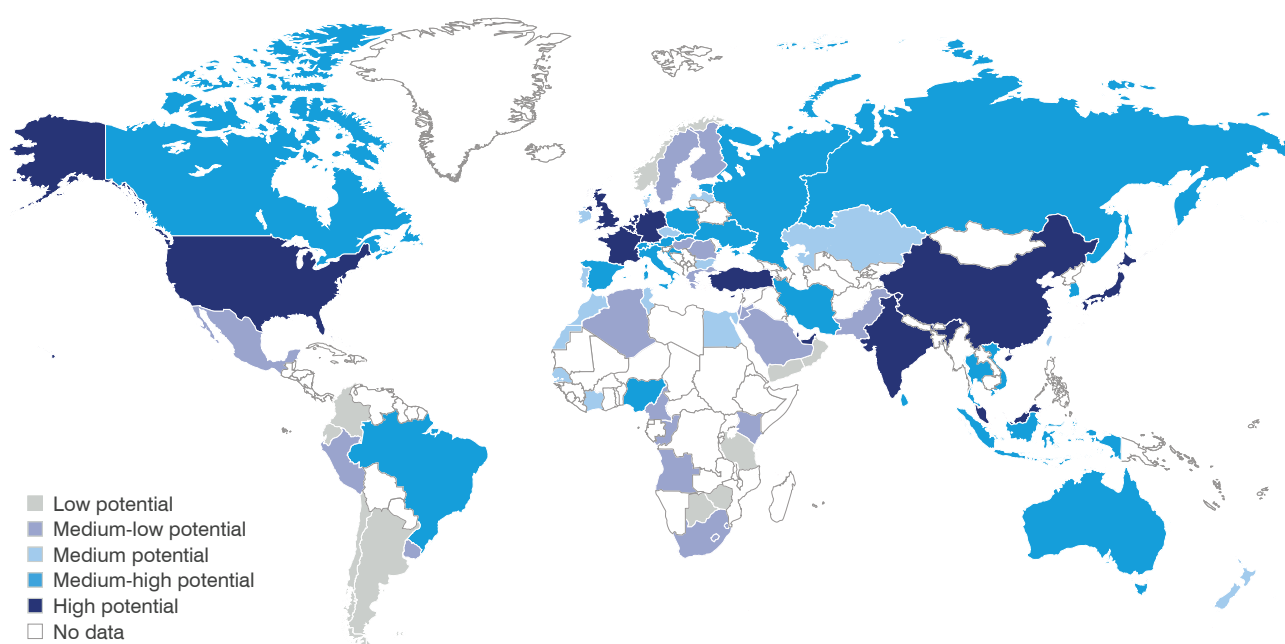 Low potential
Medium-low potential
Medium potential
Medium-high potential
High potential
No data